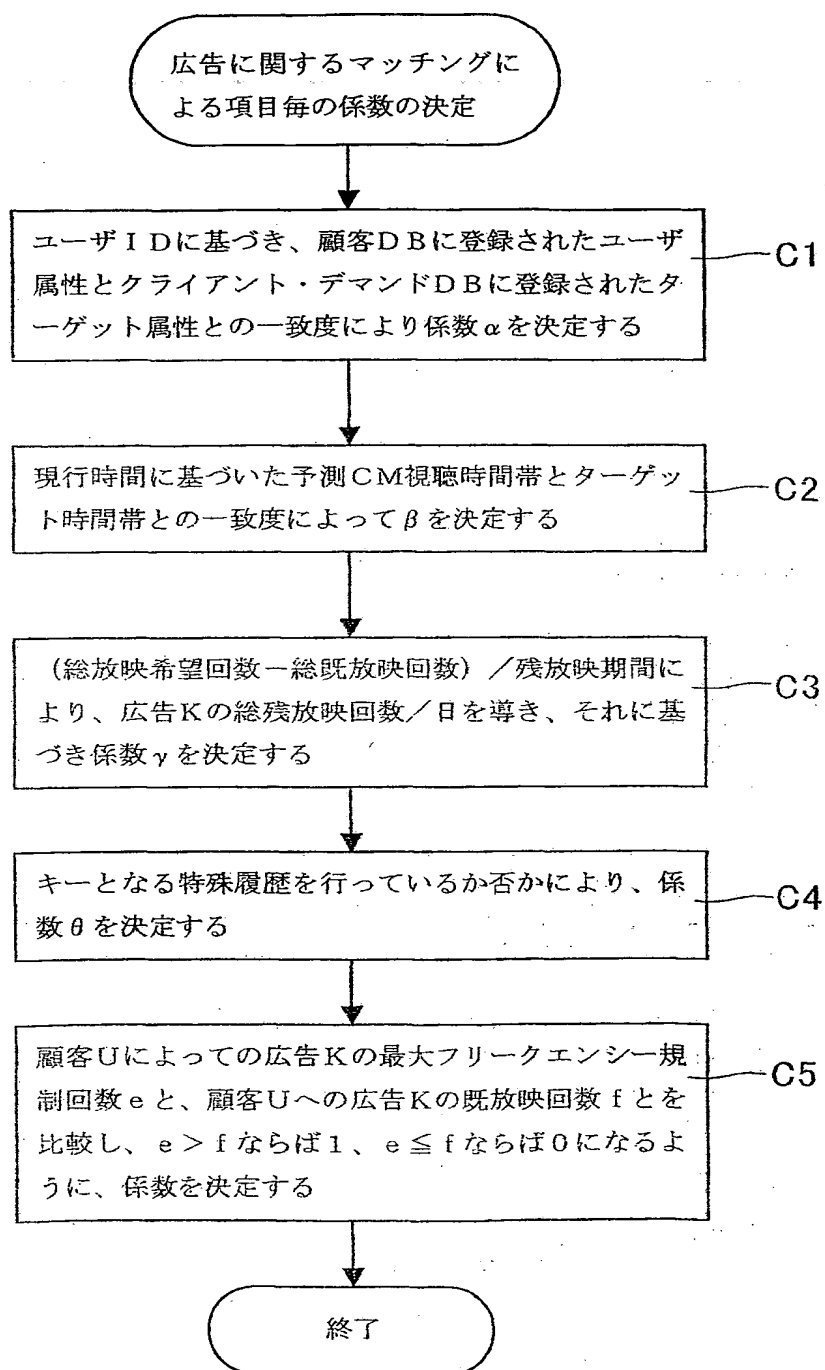 広告に関するマッチングに
よる項目毎の係数の決定
ユーザIDに基づき、顧客DBに登録されたユーザ
属性とクライアント・デマンドDBに登録されたタ
ーゲット属性との一致度により係数αを決定する
C1
現行時間に基づいた予測CM視聴時間帯とターゲッ
ト時間帯との一致度によってβを決定する
C2
(総放映希望回数-総既放映回数)/残放映期間に
より、広告Kの総残放映回数/日を導き、それに基
づき係数γを決定する
C3
キーとなる特殊履歴を行っているか否かにより、係
数θを決定する
C4
顧客Uによっての広告Kの最大フリークエンシー規
制回数eと、顧客Uへの広告Kの既放映回数fとを
比較し、e>fならば1、e≦fならば0になるよ
うに、係数を決定する
C5
終了